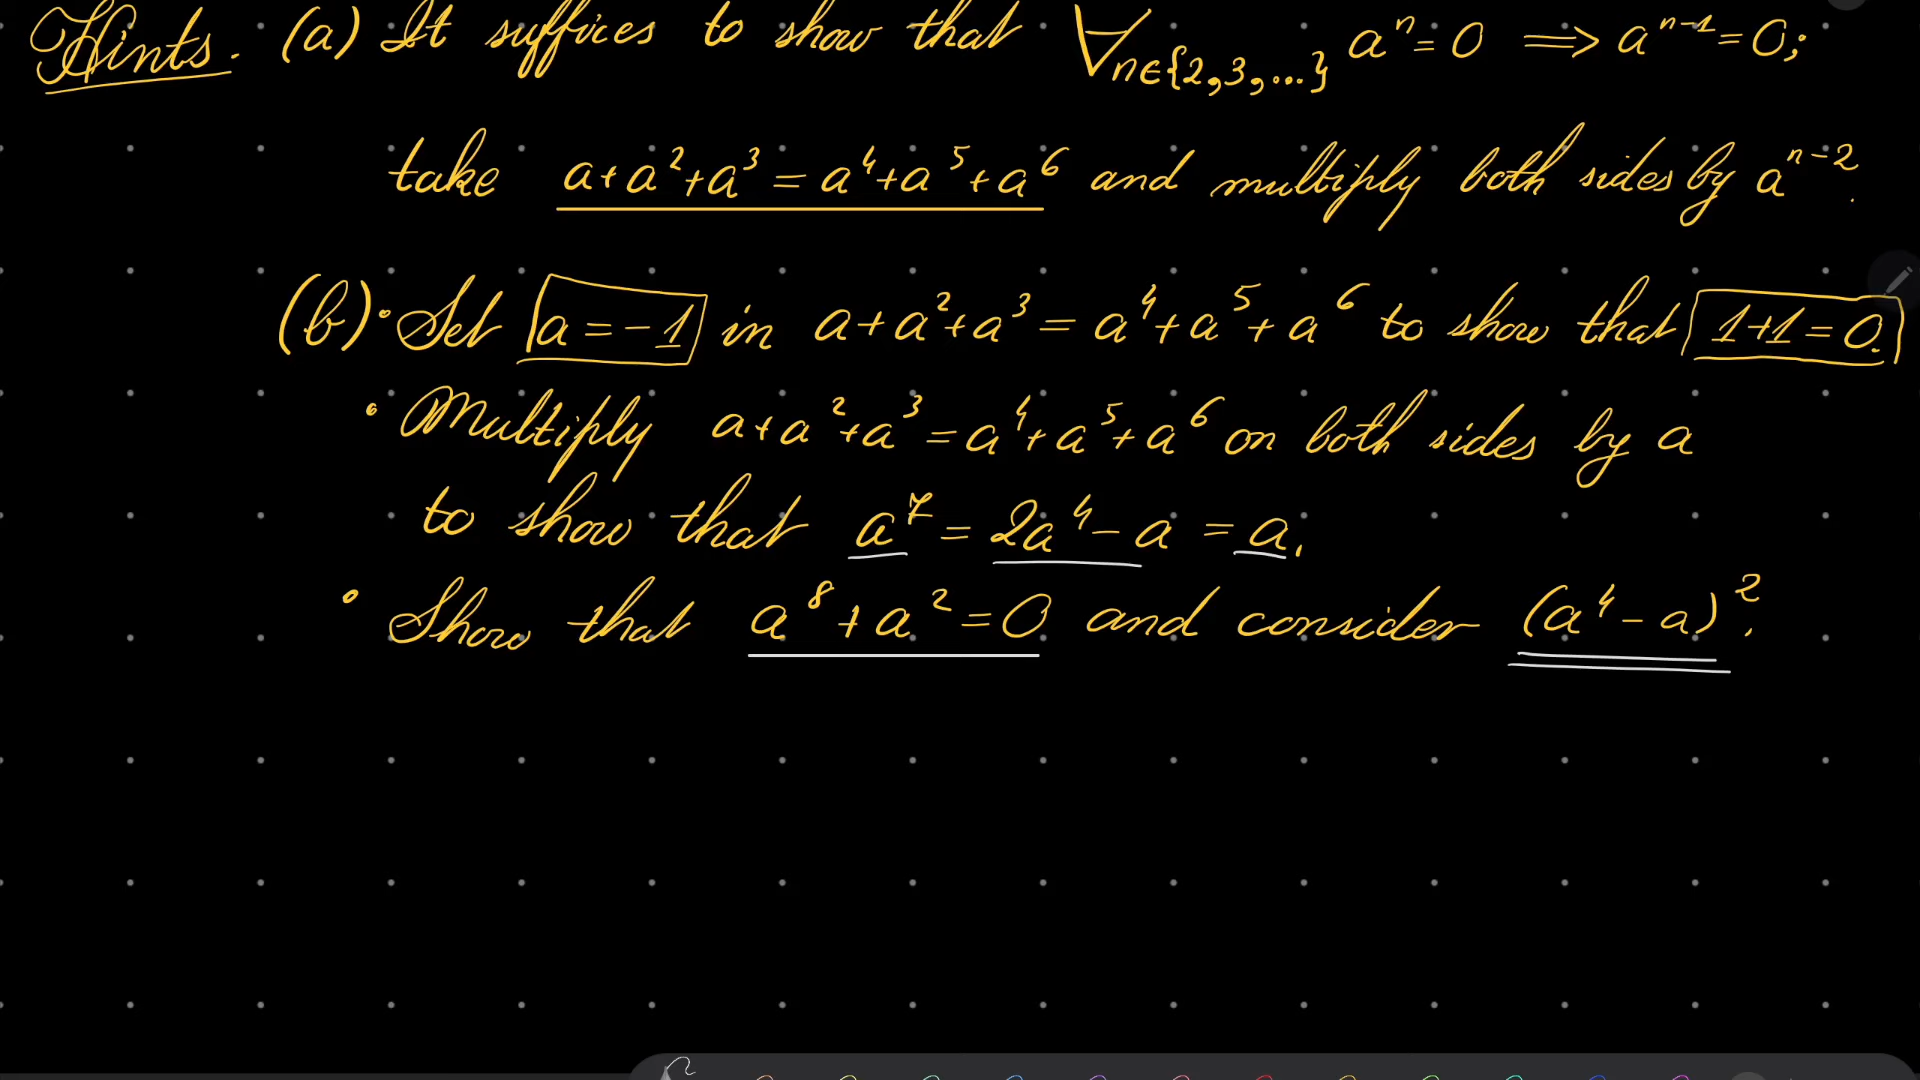 Hints. (a) It suffices to show that ∀n∈{2,3,...} aⁿ = 0 ⟹ aⁿ⁻¹ = 0;
take a + a² + a³ = a⁴ + a⁵ + a⁶ and multiply both sides by aⁿ⁻².
(b) • Set a = -1 in a + a² + a³ = a⁴ + a⁵ + a⁶ to show that 1+1 = 0.
• Multiply a + a² + a³ = a⁴ + a⁵ + a⁶ on both sides by a
to show that a⁷ = 2a⁴ - a = a.
• Show that a⁸ + a² = 0 and consider (a⁴ - a)².